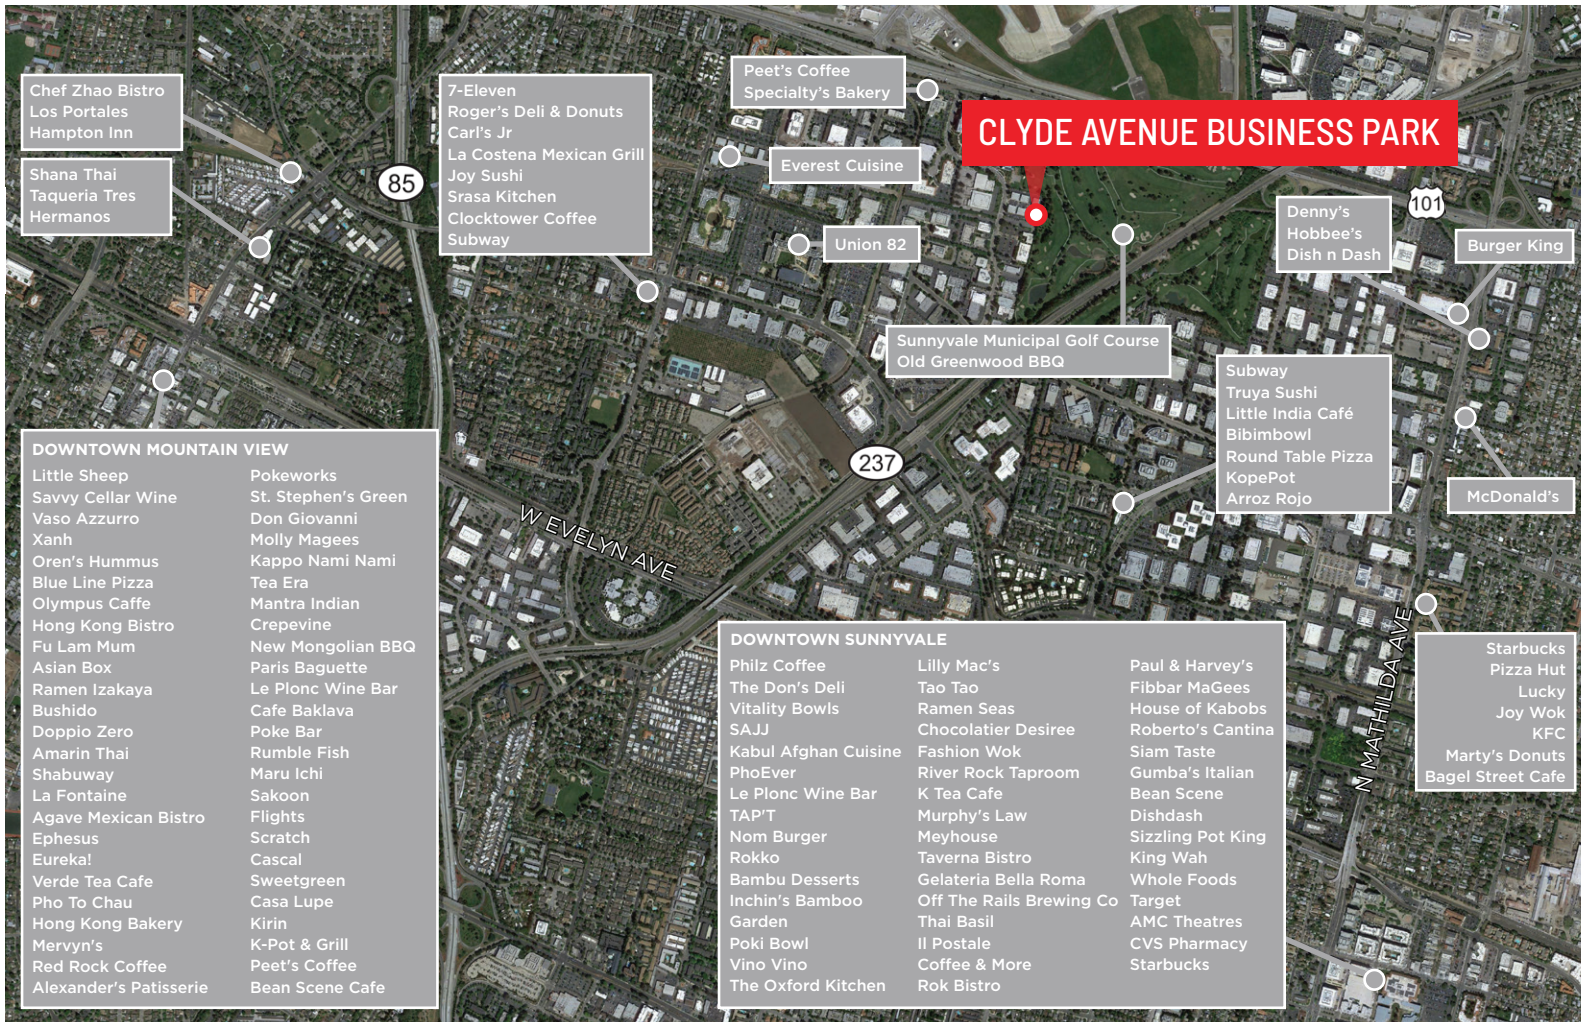 Chef Zhao Bistro
Los Portales
Hampton Inn
Shana Thai
Taqueria Tres
Hermanos
85
7-Eleven
Roger's Deli & Donuts
Carl's Jr
La Costena Mexican Grill
Joy Sushi
Srasa Kitchen
Clocktower Coffee
Subway
Peet's Coffee
Specialty's Bakery
Everest Cuisine
Union 82
CLYDE AVENUE BUSINESS PARK
101
Denny's
Hobbee's
Dish n Dash
Burger King
Sunnyvale Municipal Golf Course
Old Greenwood BBQ
Subway
Truya Sushi
Little India Café
Bibimbowl
Round Table Pizza
KopePot
Arroz Rojo
McDonald's
237
W EVELYN AVE
N MATHILDA AVE
DOWNTOWN MOUNTAIN VIEW
Little Sheep
Savvy Cellar Wine
Vaso Azzurro
Xanh
Oren's Hummus
Blue Line Pizza
Olympus Caffe
Hong Kong Bistro
Fu Lam Mum
Asian Box
Ramen Izakaya
Bushido
Doppio Zero
Amarin Thai
Shabuway
La Fontaine
Agave Mexican Bistro
Ephesus
Eureka!
Verde Tea Cafe
Pho To Chau
Hong Kong Bakery
Mervyn's
Red Rock Coffee
Alexander's Patisserie
Pokeworks
St. Stephen's Green
Don Giovanni
Molly Magees
Kappo Nami Nami
Tea Era
Mantra Indian
Crepevine
New Mongolian BBQ
Paris Baguette
Le Plonc Wine Bar
Cafe Baklava
Poke Bar
Rumble Fish
Maru Ichi
Sakoon
Flights
Scratch
Cascal
Sweetgreen
Casa Lupe
Kirin
K-Pot & Grill
Peet's Coffee
Bean Scene Cafe
DOWNTOWN SUNNYVALE
Philz Coffee
The Don's Deli
Vitality Bowls
SAJJ
Kabul Afghan Cuisine
PhoEver
Le Plonc Wine Bar
TAP'T
Nom Burger
Rokko
Bambu Desserts
Inchin's Bamboo
Garden
Poki Bowl
Vino Vino
The Oxford Kitchen
Lilly Mac's
Tao Tao
Ramen Seas
Chocolatier Desiree
Fashion Wok
River Rock Taproom
K Tea Cafe
Murphy's Law
Meyhouse
Taverna Bistro
Gelateria Bella Roma
Off The Rails Brewing Co
Thai Basil
Il Postale
Coffee & More
Rok Bistro
Paul & Harvey's
Fibbar MaGees
House of Kabobs
Roberto's Cantina
Siam Taste
Gumba's Italian
Bean Scene
Dishdash
Sizzling Pot King
King Wah
Whole Foods
Target
AMC Theatres
CVS Pharmacy
Starbucks
Starbucks
Pizza Hut
Lucky
Joy Wok
KFC
Marty's Donuts
Bagel Street Cafe